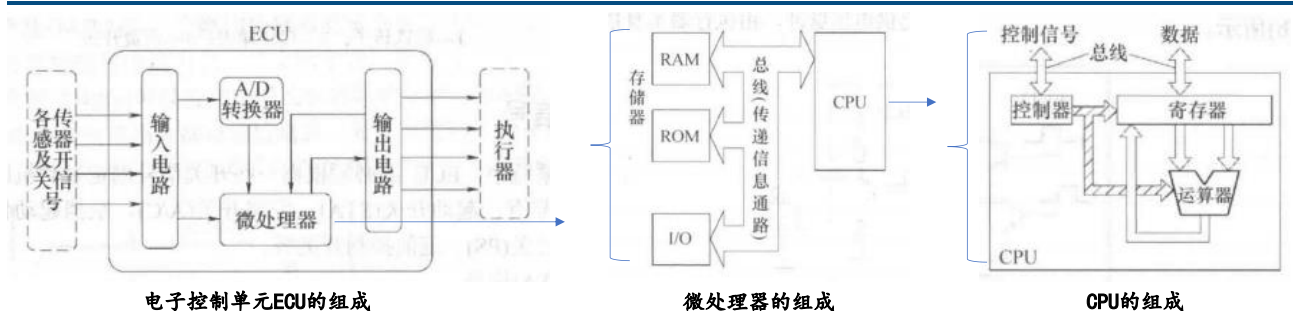 ECU
各传
感器
及开
关信
号
输入电路
A/D
转换器
微处理器
输出电路
执行器
电子控制单元ECU的组成
存储器
RAM
ROM
I/O
总线(传递信息通路)
CPU
微处理器的组成
控制信号
数据
总线
控制器
寄存器
运算器
CPU
CPU的组成